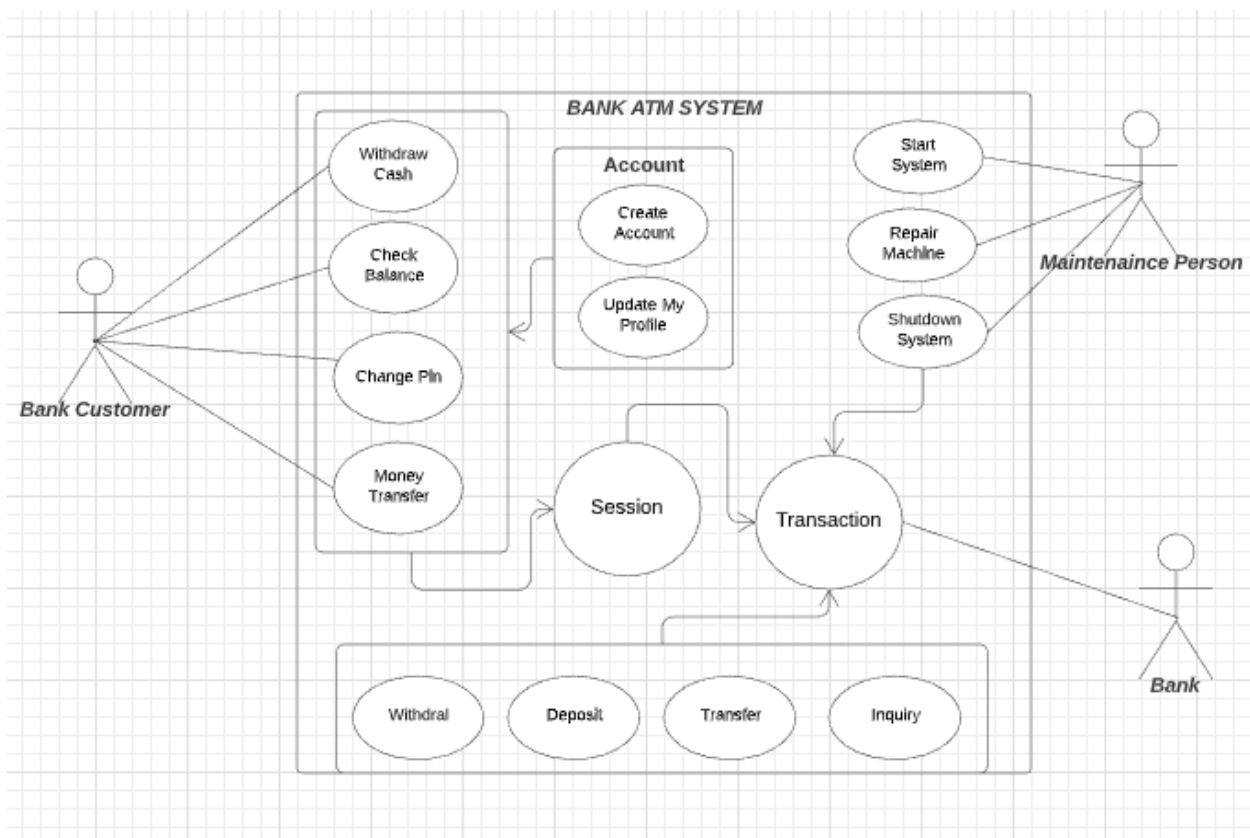 BANK ATM SYSTEM
Withdraw
Cash
Check
Balance
Change Pin
Money
Transfer
Account
Create
Account
Update My
Profile
Start
System
Repair
Machine
Shutdown
System
Maintenaince Person
Bank Customer
Session
Transaction
Bank
Withdral
Deposit
Transfer
Inquiry